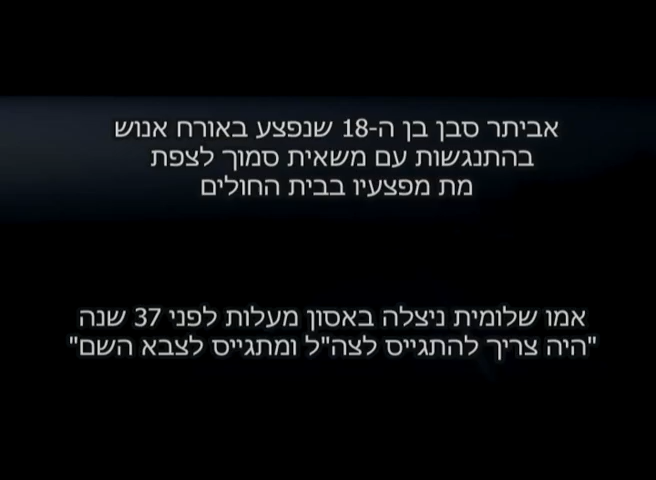 אביתר סבן בן ה-18 שנפצע באורח אנוש
בהתנגשות עם משאית סמוך לצפת
מת מפצעיו בבית החולים
אמו שלומית ניצלה באסון מעלות לפני 37 שנה
"היה צריך להתגייס לצה"ל ומתגייס לצבא השם"